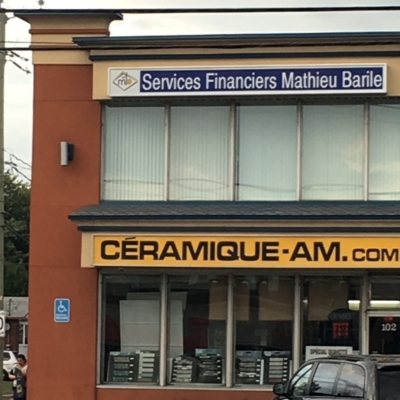 Services Financiers Mathieu Barile
CÉRAMIQUE-AM.COM
102